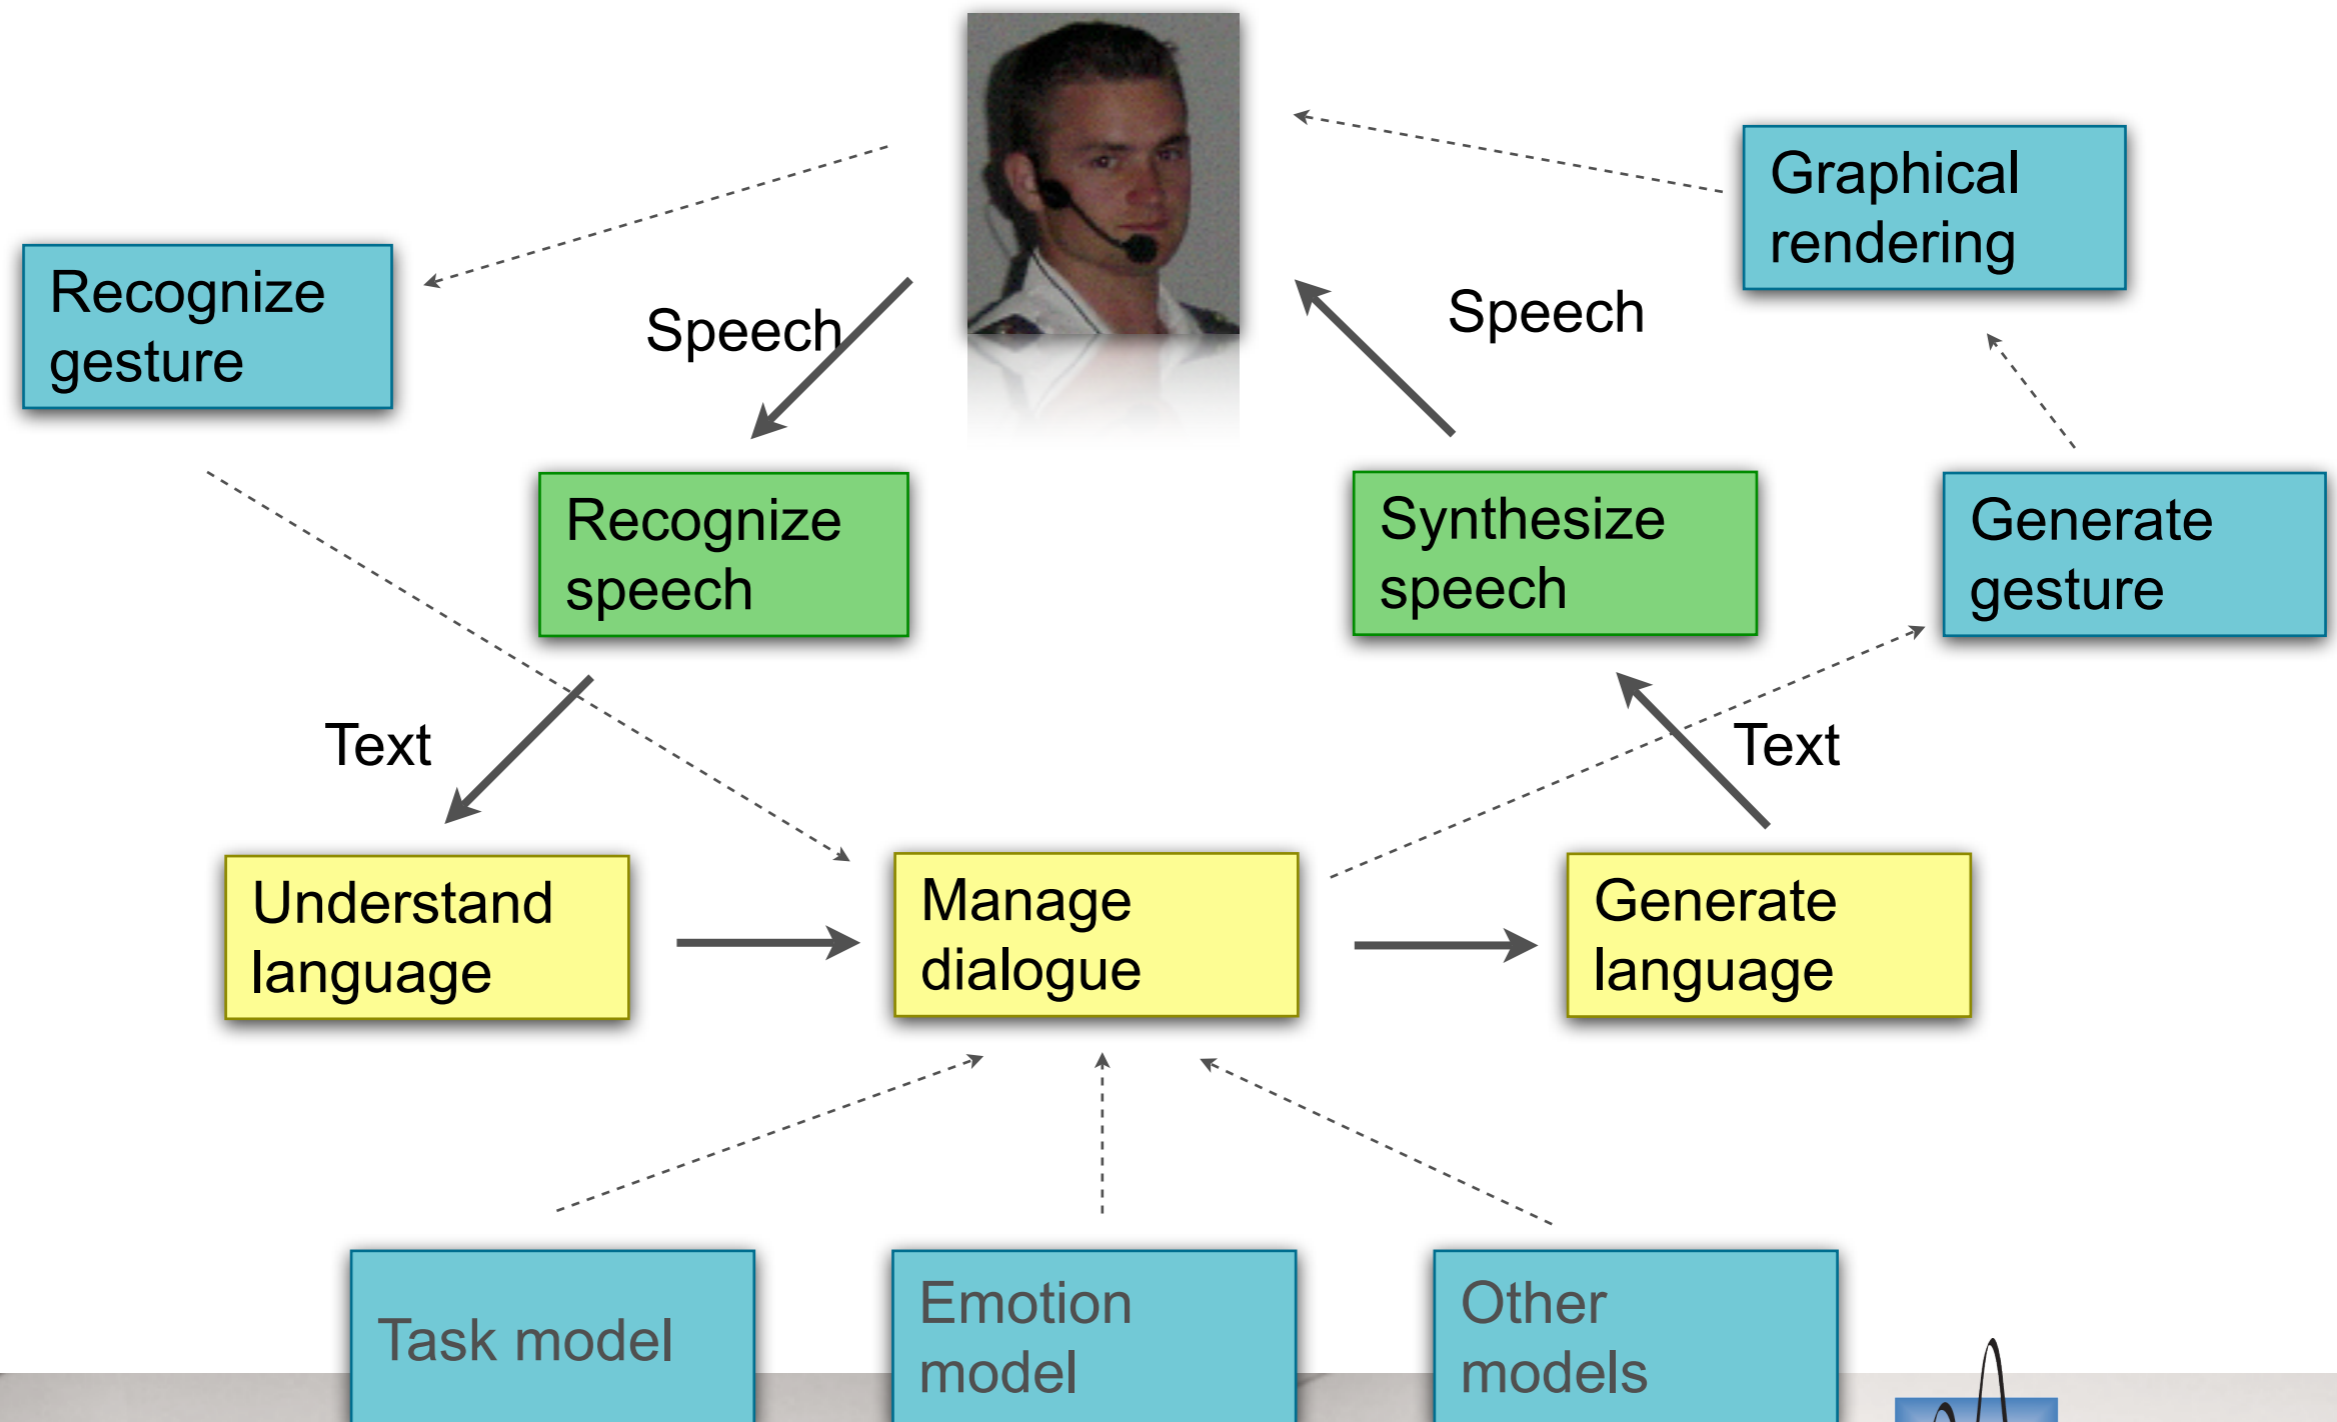 Graphical
rendering
Recognize
gesture
Speech
Speech
Recognize
speech
Synthesize
speech
Generate
gesture
Text
Text
Understand
language
Manage
dialogue
Generate
language
Task model
Emotion
model
Other
models